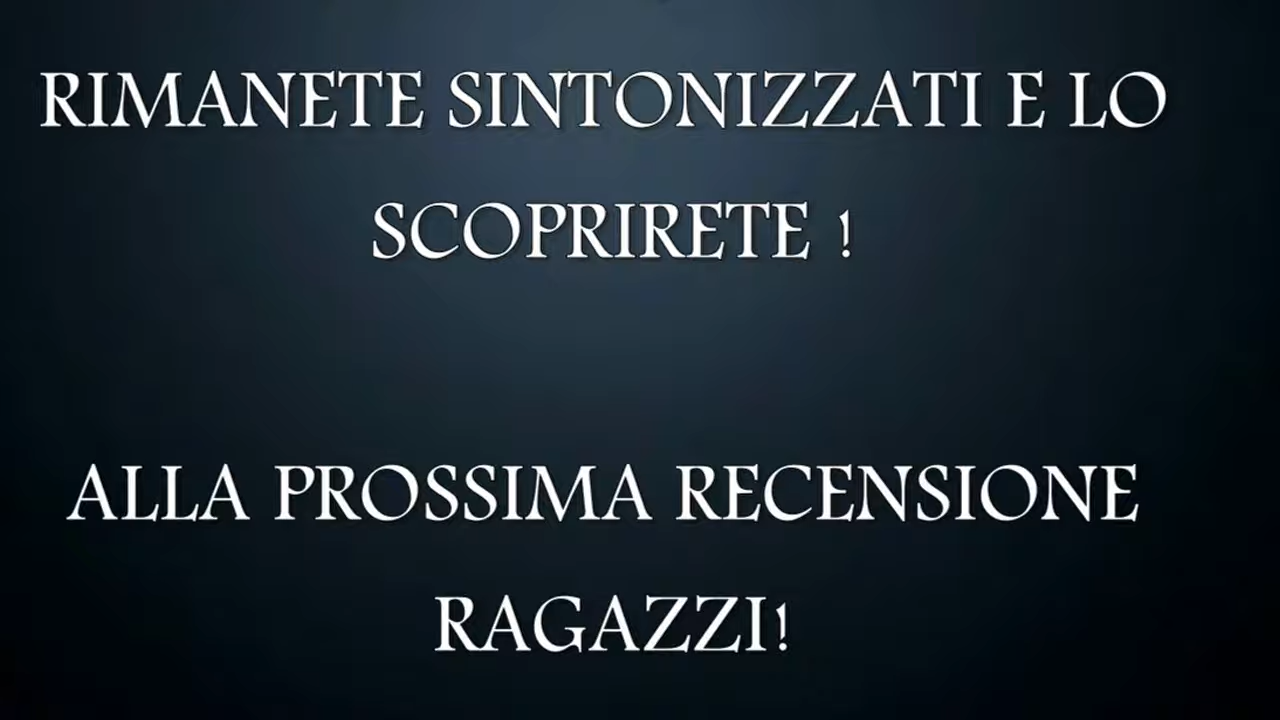 RIMANETE SINTONIZZATI E LO
SCOPRIRETE !
ALLA PROSSIMA RECENSIONE
RAGAZZI!